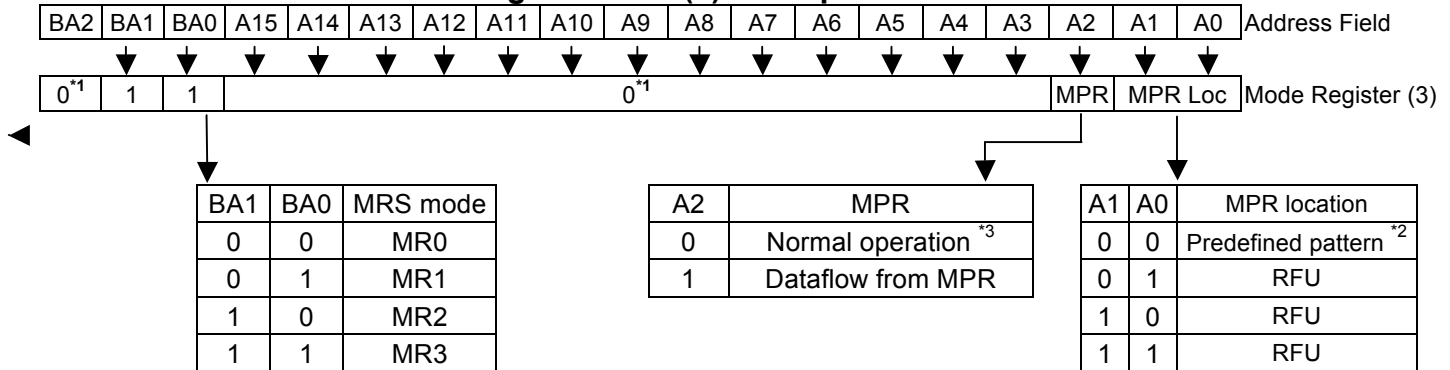 BA2 BA1 BA0 A15 A14 A13 A12 A11 A10 A9 A8 A7 A6 A5 A4 A3 A2 A1 A0 Address Field
0*1 1 1 0*1 MPR MPR Loc Mode Register (3)
BA1 BA0 MRS mode
0 0 MR0
0 1 MR1
1 0 MR2
1 1 MR3
A2 MPR
0 Normal operation *3
1 Dataflow from MPR
A1 A0 MPR location
0 0 Predefined pattern *2
0 1 RFU
1 0 RFU
1 1 RFU